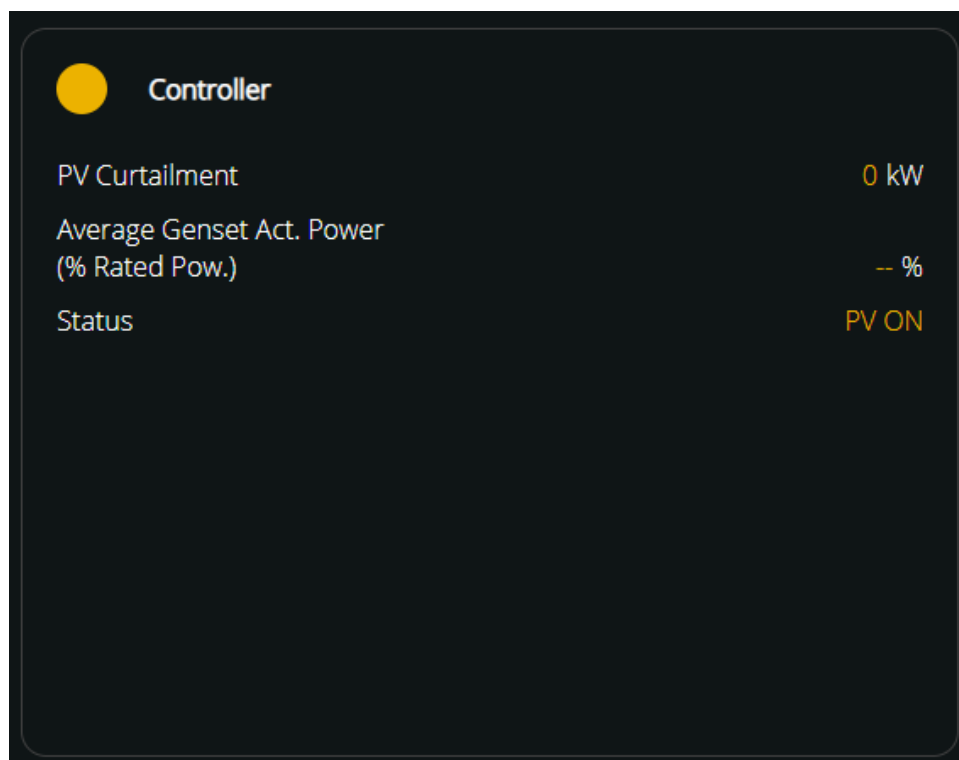 Controller
PV Curtailment 0 kW
Average Genset Act. Power
(% Rated Pow.) -- %
Status PV ON